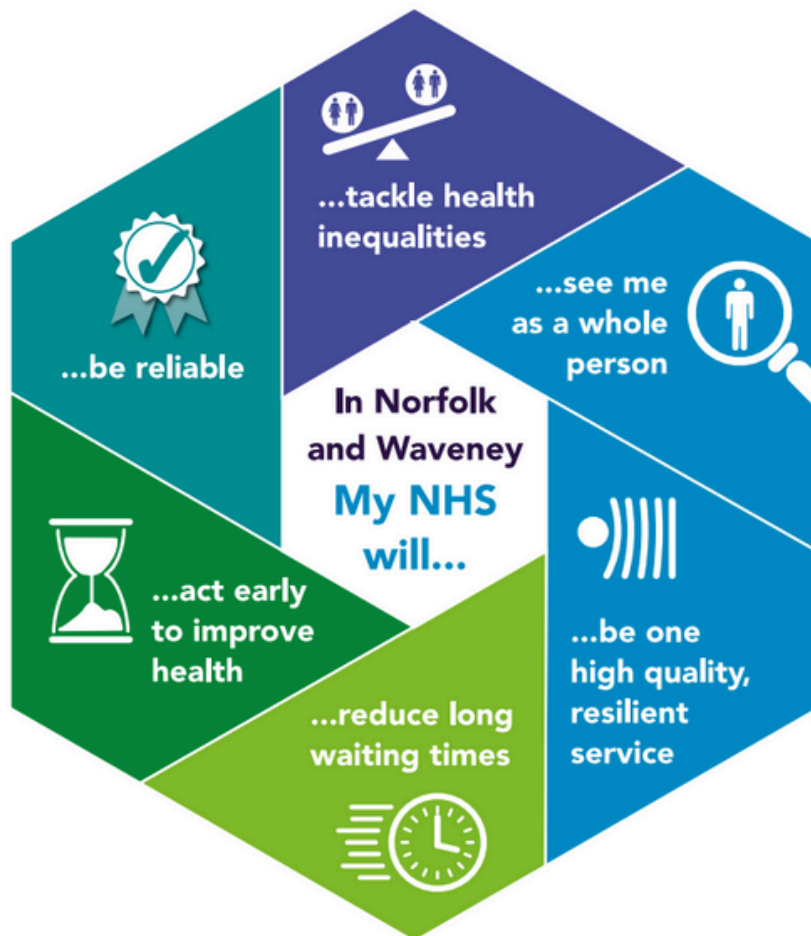 In Norfolk
and Waveney
My NHS
will...
...tackle health
inequalities
...see me
as a whole
person
...be one
high quality,
resilient
service
...reduce long
waiting times
...act early
to improve
health
...be reliable